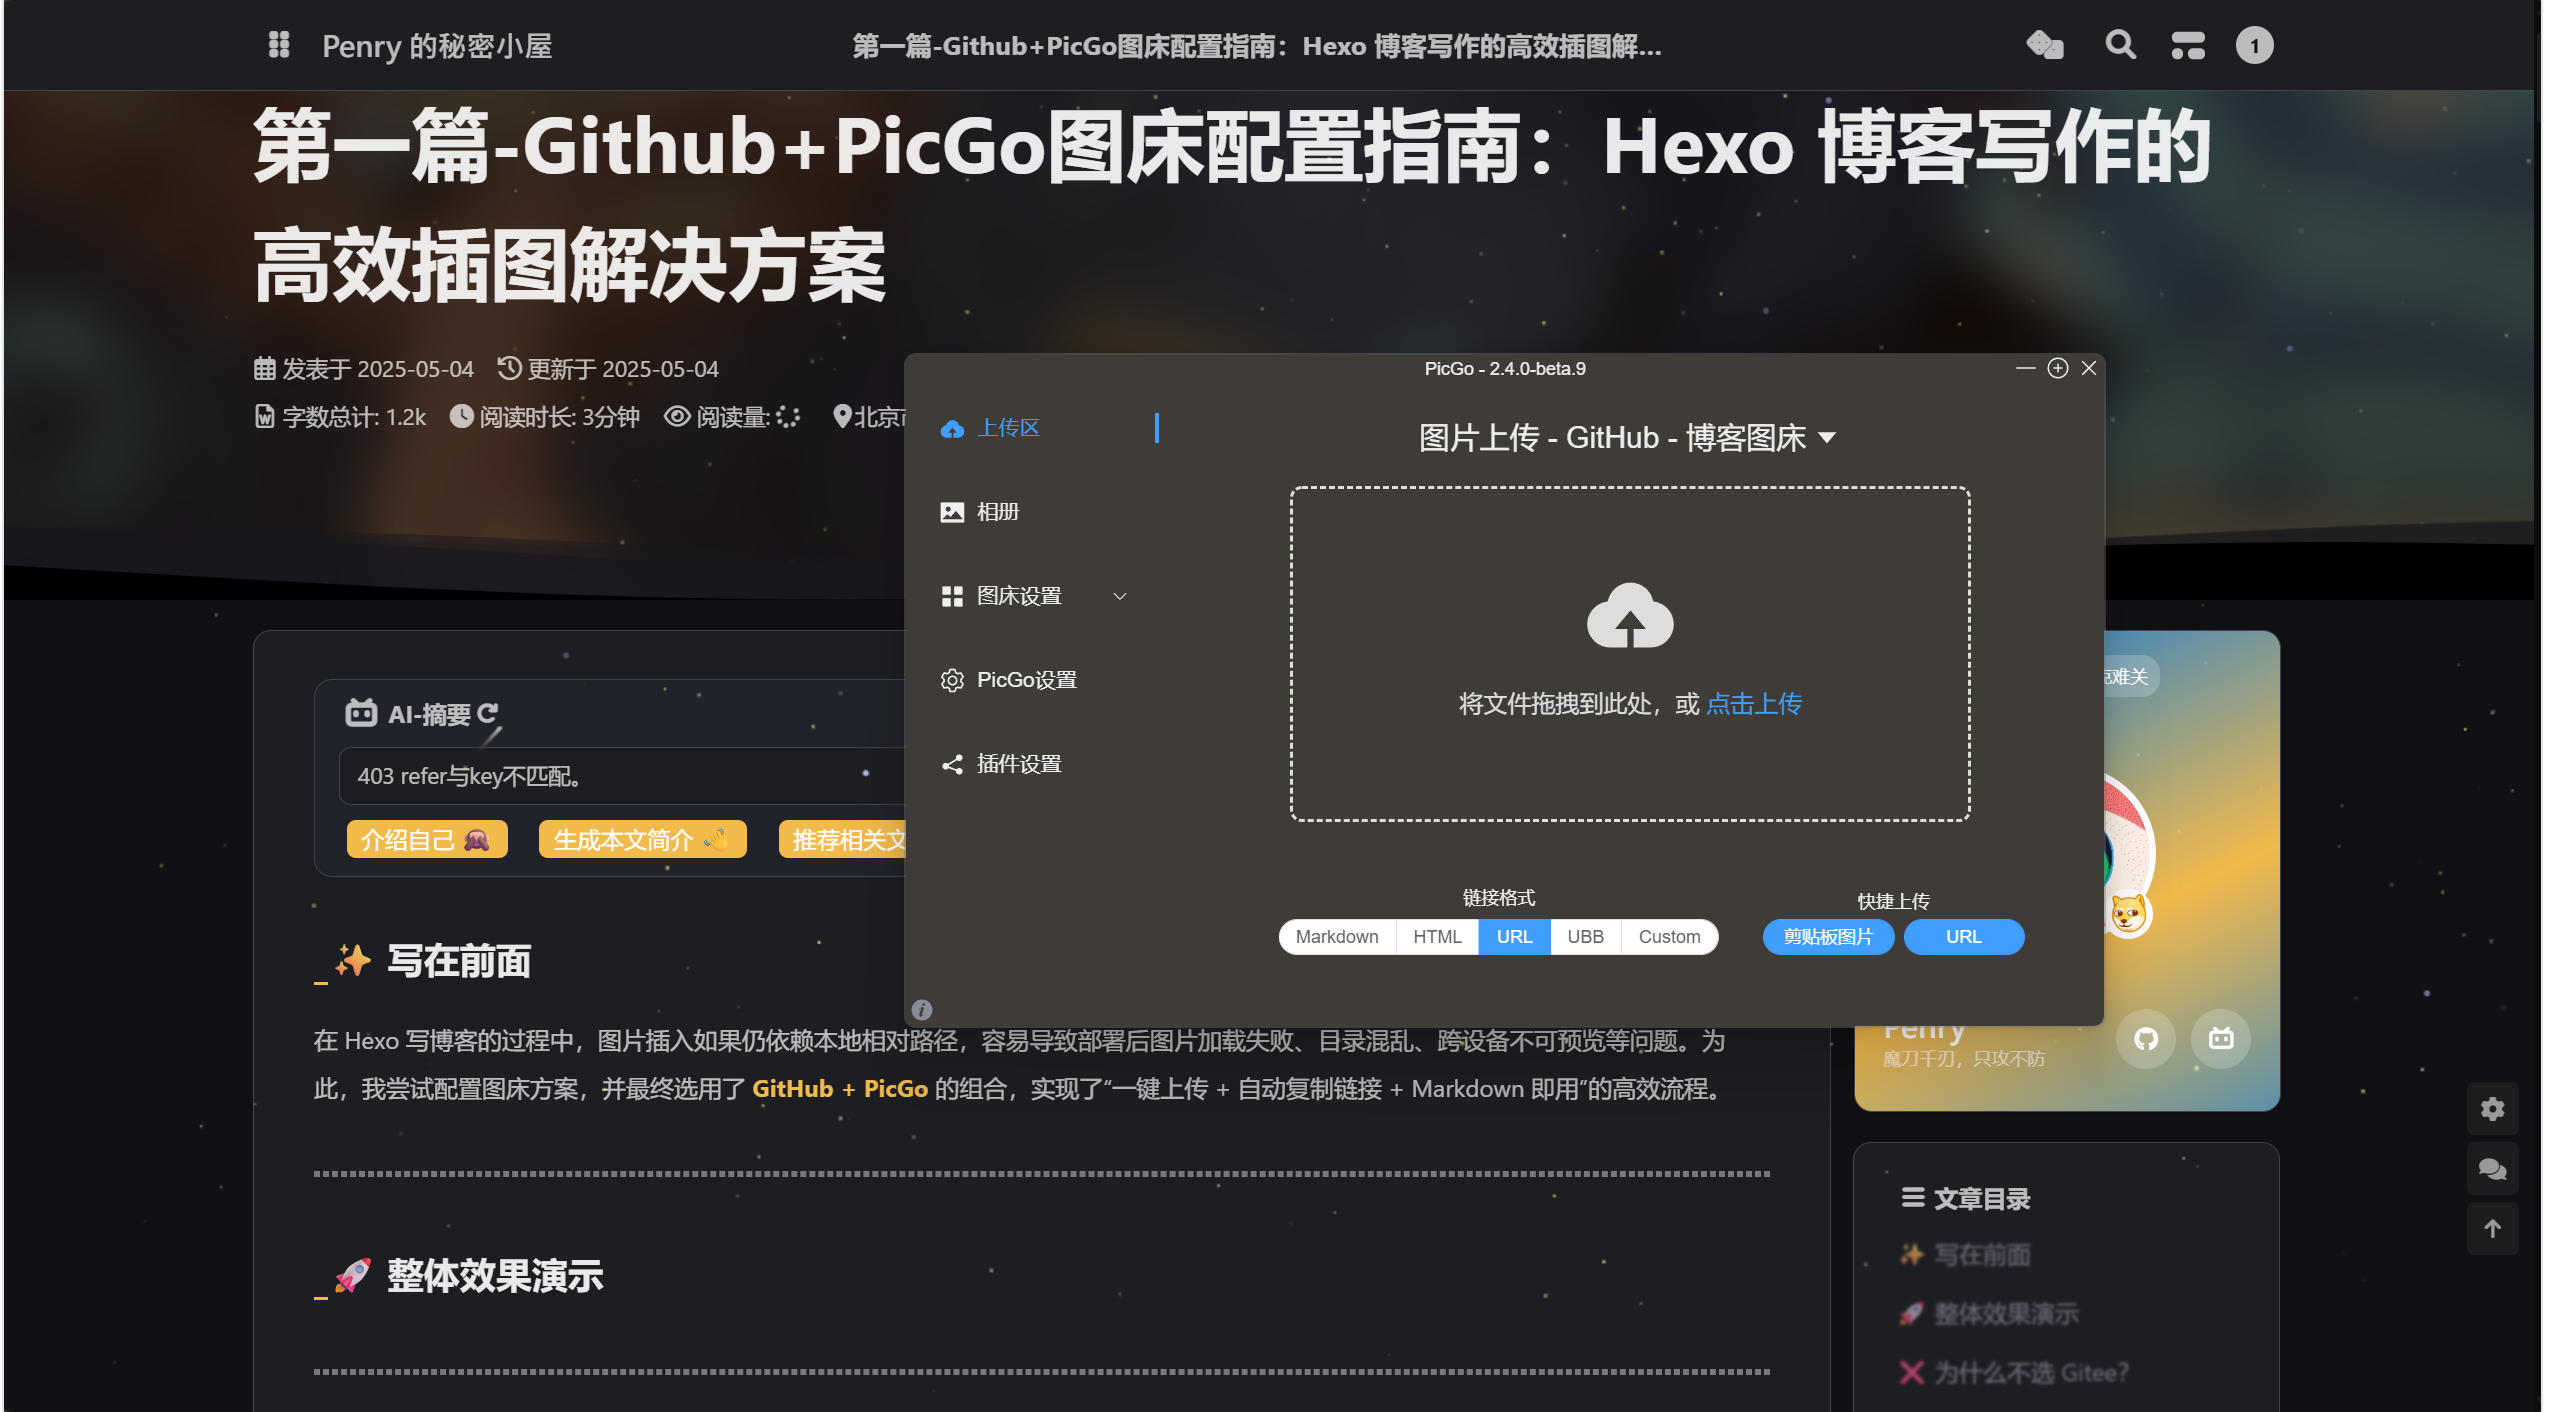 Penry 的秘密小屋
第一篇-Github+PicGo图床配置指南：Hexo 博客写作的高效插图解...
1
第一篇-Github+PicGo图床配置指南：Hexo 博客写作的
高效插图解决方案
发表于 2025-05-04 更新于 2025-05-04
字数总计: 1.2k 阅读时长: 3分钟 阅读量: 北京
PicGo - 2.4.0-beta.9
上传区
相册
图床设置
PicGo设置
插件设置
图片上传 - GitHub - 博客图床
将文件拖拽到此处，或 点击上传
链接格式
Markdown HTML URL UBB Custom
快捷上传
剪贴板图片 URL
AI-摘要
403 refer与key不匹配。
介绍自己 生成本文简介 推荐相关文
写在前面
在 Hexo 写博客的过程中，图片插入如果仍依赖本地相对路径，容易导致部署后图片加载失败、目录混乱、跨设备不可预览等问题。为
此，我尝试配置图床方案，并最终选用了 GitHub + PicGo 的组合，实现了“一键上传 + 自动复制链接 + Markdown 即用”的高效流程。
整体效果演示
难关
Penry
魔刀千刃，只攻不防
文章目录
写在前面
整体效果演示
为什么不选 Gitee？